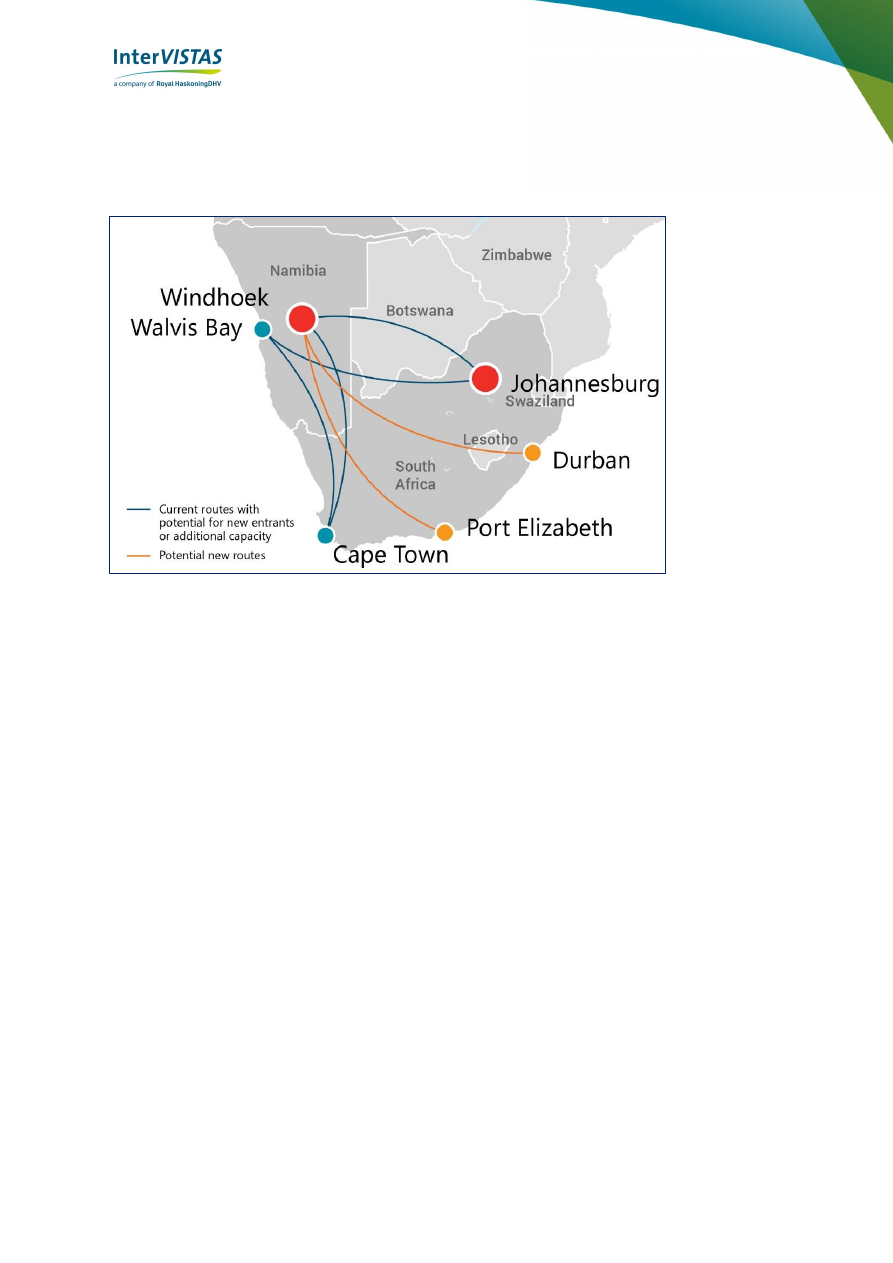 InterVISTAS
a company of Royal HaskoningDHV
Zimbabwe
Namibia
Windhoek
Botswana
Walvis Bay
Johannesburg
Swaziland
Lesotho
Durban
South
Africa
Current routes with
potential for new entrants
or additional capacity
Port Elizabeth
Cape Town
Potential new routes